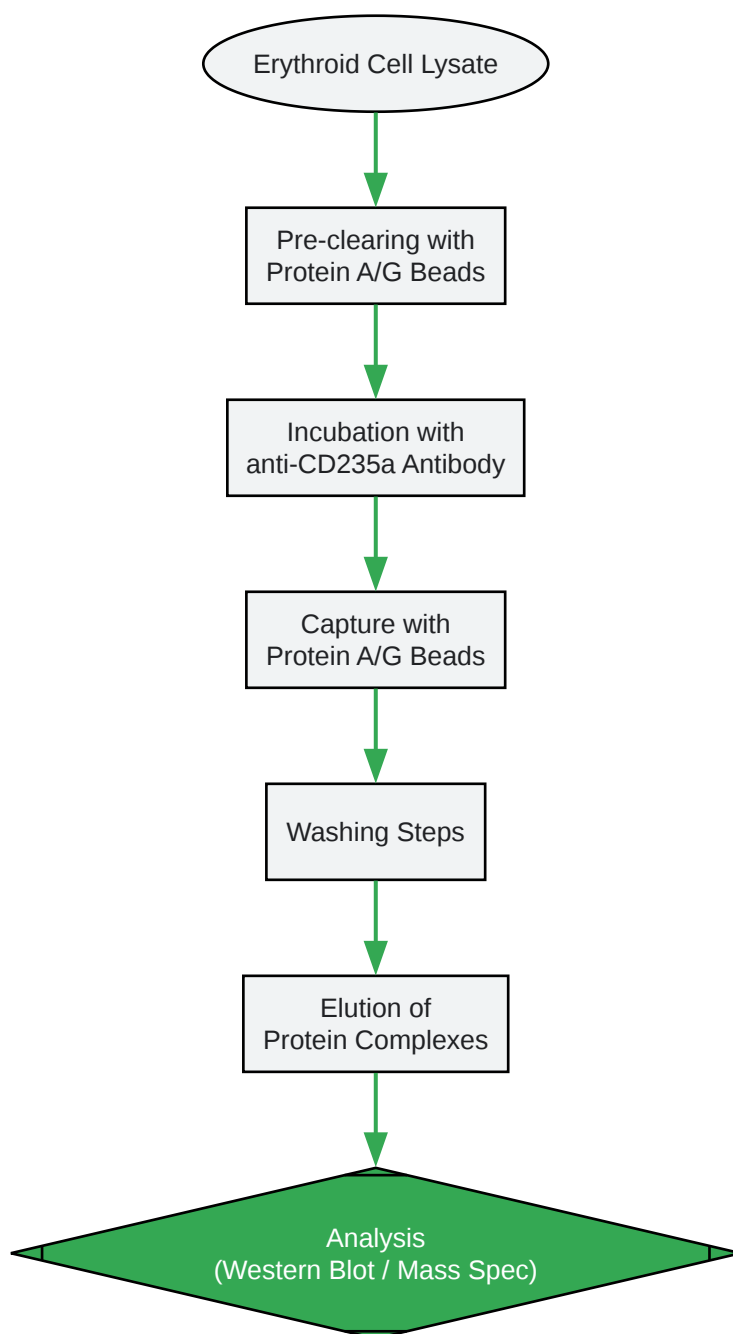 Erythroid Cell Lysate
Pre-clearing with
Protein A/G Beads
Incubation with
anti-CD235a Antibody
Capture with
Protein A/G Beads
Washing Steps
Elution of
Protein Complexes
Analysis
(Western Blot / Mass Spec)